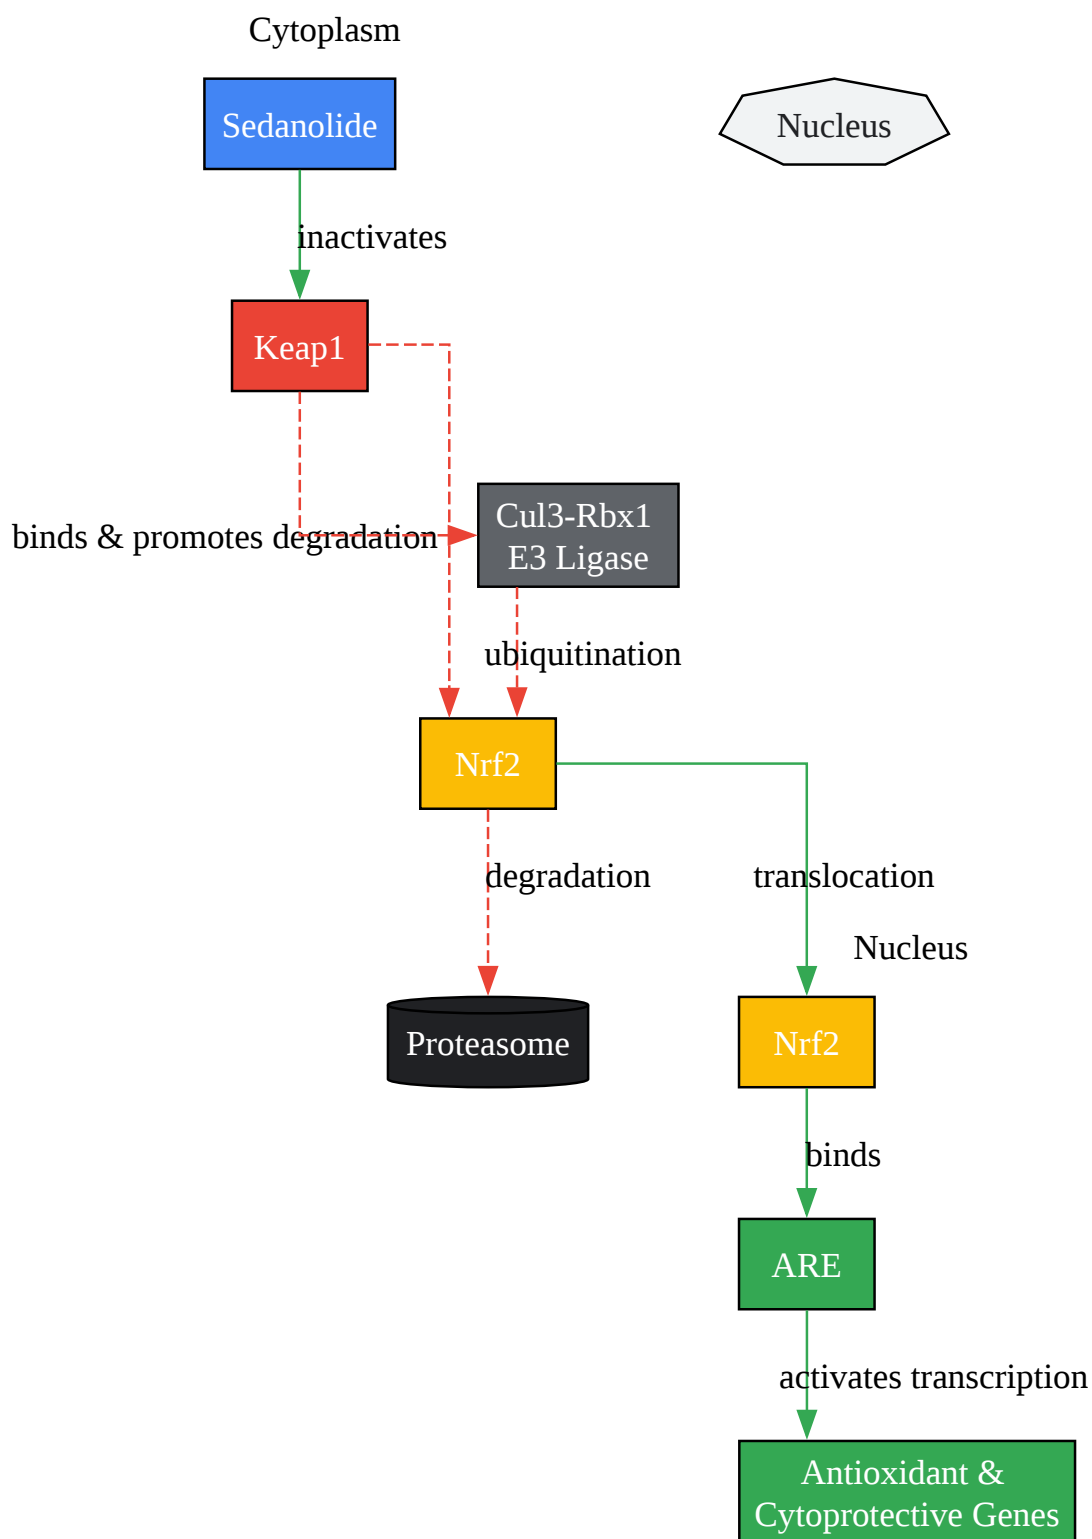 Cytoplasm
Sedanolide
Nucleus
inactivates
Keap1
Cul3-Rbx1
E3 Ligase
binds & promotes degradation
ubiquitination
Nrf2
degradation
translocation
Nucleus
Proteasome
Nrf2
binds
ARE
activates transcription
Antioxidant &
Cytoprotective Genes